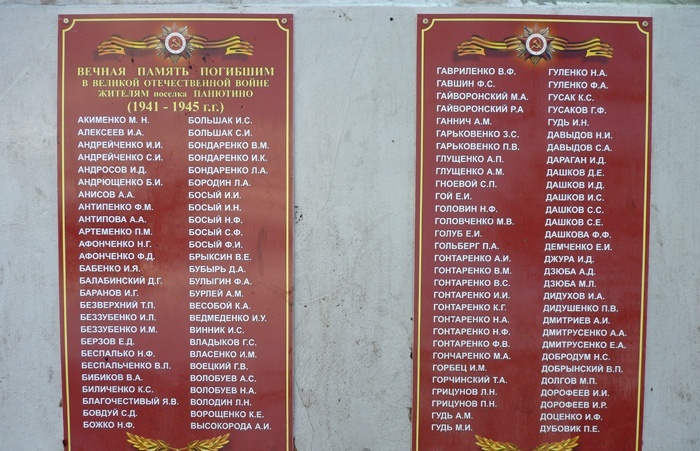 ВЕЧНАЯ ПАМЯТЬ ПОГИБШИМ
В ВЕЛИКОЙ ОТЕЧЕСТВЕННОЙ ВОЙНЕ
ЖИТЕЛЯМ поселка ПАНЮТИНО
(1941 - 1945 г.г.)
АКИМЕНКО М. Н.
АЛЕКСЕЕВ И.А.
АНДРЕЙЧЕНКО И.И.
АНДРЕЙЧЕНКО С.И.
АНДРОСОВ И.Д.
АНДРЮЩЕНКО Б.И.
АНИСОВ А.А.
АНТИПЕНКО Ф.М.
АНТИПОВА А.А.
АРТЕМЕНКО П.М.
АФОНЧЕНКО Н.Г.
АФОНЧЕНКО Ф.Д.
БАБЕНКО И.Я.
БАЛАБИНСКИЙ Д.Г.
БАРАНОВ И.Г.
БЕЗВЕРНИЙ Т.П.
БЕЗЗУБЕНКО И.Л.
БЕЗЗУБЕНКО И.М.
БЕРЗОВ Е.Д.
БЕСПАЛЬКО Н.Ф.
БЕСПАЛЬЧЕНКО В.Л.
БИБИКОВ В.А.
БИЛИЧЕНКО К.С.
БЛАГОЧЕСТИВЫЙ Я.В.
БОВДУЙ С.Д.
БОЖКО Н.Ф.
БОЛЬШАК И.С.
БОЛЬШАК С.И.
БОНДАРЕНКО В.М.
БОНДАРЕНКО И.К.
БОНДАРЕНКО Л.А.
БОРОДИН Л.А.
БОСЫЙ И.И.
БОСЫЙ И.Н.
БОСЫЙ Н.Ф.
БОСЫЙ С.Ф.
БОСЫЙ Ф.И.
БРЫКСИН В.Е.
БУБЫРЬ Д.А.
БУЛЫГИН Ф.А.
БУРЛЕЙ А.М.
ВЕСОБОЙ К.А.
ВЕДМЕДЕНКО И.У.
ВИННИК И.С.
ВЛАДЫКОВ Г.С.
ВЛАСЕНКО И.М.
ВОЕЦКИЙ Г.В.
ВОЛОБУЕВ А.С.
ВОЛОБУЕВ Н.А.
ВОЛОДИН Л.Н.
ВОРОЩЕНКО К.Е.
ВЫСОКОРОДА А.И.
ГАВРИЛЕНКО В.Ф.
ГАВШИН Ф.С.
ГАЙВОРОНСКИЙ М.А.
ГАЙВОРОНСКИЙ Р.А
ГАННИЧ А.М.
ГАРЬКОВЕНКО З.С.
ГАРЬКОВЕНКО П.В.
ГЛУЩЕНКО А.П.
ГЛУЩЕНКО А.М.
ГНОЕВОЙ С.П.
ГОЙ Е.И.
ГОЛОВИН Н.Ф.
ГОЛОВЧЕНКО М.В.
ГОЛУБ Е.И.
ГОЛЬБЕРГ П.А.
ГОНТАРЕНКО А.И.
ГОНТАРЕНКО В.М.
ГОНТАРЕНКО В.С.
ГОНТАРЕНКО И.И.
ГОНТАРЕНКО К.Г.
ГОНТАРЕНКО Н.А.
ГОНТАРЕНКО Н.Ф.
ГОНТАРЕНКО Ф.В.
ГОНЧАРЕНКО М.А.
ГОРБЕЦ И.М.
ГОРЧИНСКИЙ Т.А.
ГРИЦУНОВ Л.Н.
ГРИЦУНОВ П.Н.
ГУДЬ А.М.
ГУДЬ М.И.
ГУЛЕНКО Н.А.
ГУЛЕНКО Ф.А.
ГУСАК К.С.
ГУСАКОВ Г.Ф.
ГУДЬ И.Н.
ДАВЫДОВ Н.И.
ДАВЫДОВ С.А.
ДАРАГАН И.Д.
ДАШКОВ Д.Е.
ДАШКОВ И.Д.
ДАШКОВ И.С.
ДАШКОВ С.С.
ДАШКОВ С.Е.
ДАШКОВА Ф.Ф.
ДЕМЧЕНКО Е.И.
ДЖУРА И.Д.
ДЗЮБА А.Д.
ДЗЮБА М.Л.
ДИДУХОВ И.А.
ДИДУШЕНКО П.В.
ДМИТРИЕВ А.И.
ДМИТРУСЕНКО А.А.
ДМИТРУСЕНКО Е.А.
ДОБРОДУМ Н.С.
ДОБРЫНСКИЙ В.П.
ДОЛГОВ М.П.
ДОРОФЕЕВ И.И.
ДОРОФЕЕВ И.Р.
ДОЦЕНКО И.Ф.
ДУБОВИК П.Е.